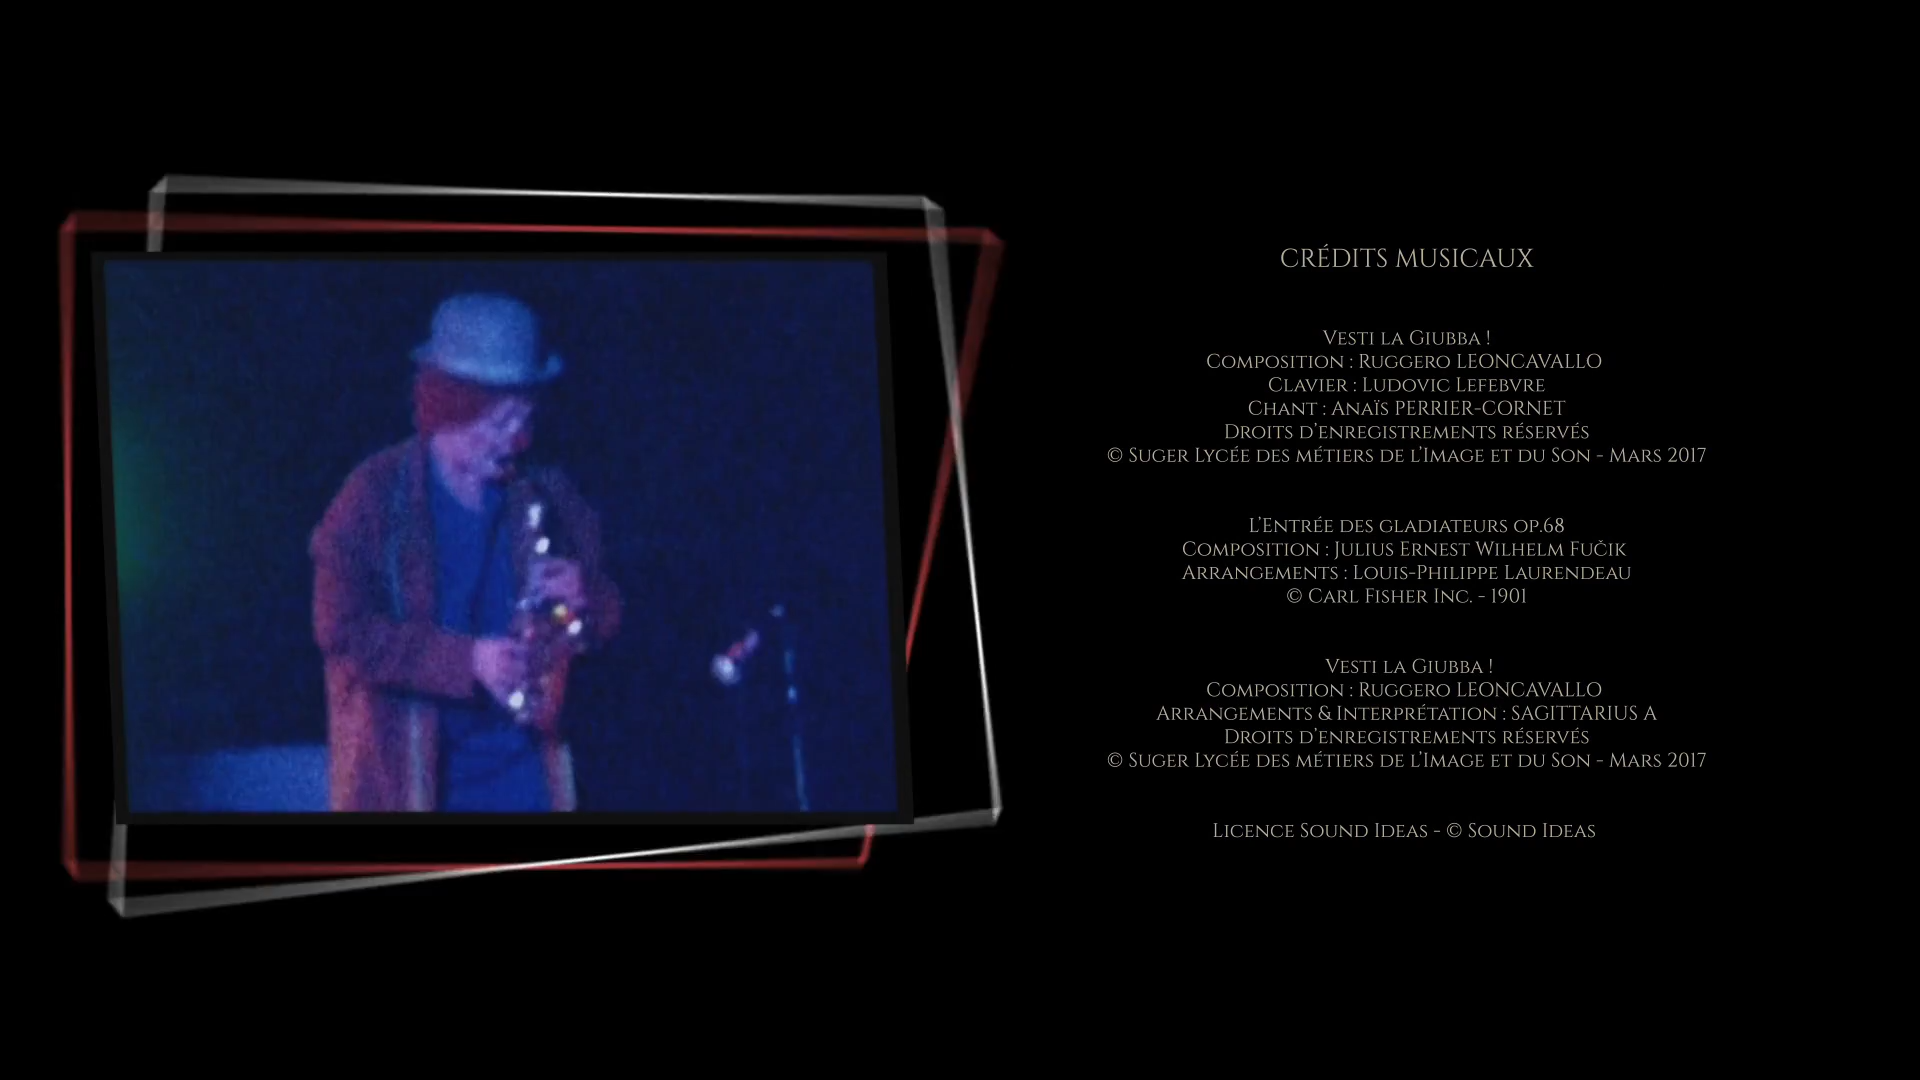 CRÉDITS MUSICAUX
Vesti la Giubba !
Composition : Ruggero LEONCAVALLO
Clavier : Ludovic Lefebvre
Chant : Anaïs PERRIER-CORNET
Droits d'enregistrements réservés
© Suger Lycée des métiers de l'Image et du Son - Mars 2017
L'Entrée des gladiateurs op.68
Composition : Julius Ernest Wilhelm Fučik
Arrangements : Louis-Philippe Laurendeau
© Carl Fisher Inc. - 1901
Vesti la Giubba !
Composition : Ruggero LEONCAVALLO
Arrangements & Interprétation : SAGITTARIUS A
Droits d'enregistrements réservés
© Suger Lycée des métiers de l'Image et du Son - Mars 2017
Licence Sound Ideas - © Sound Ideas